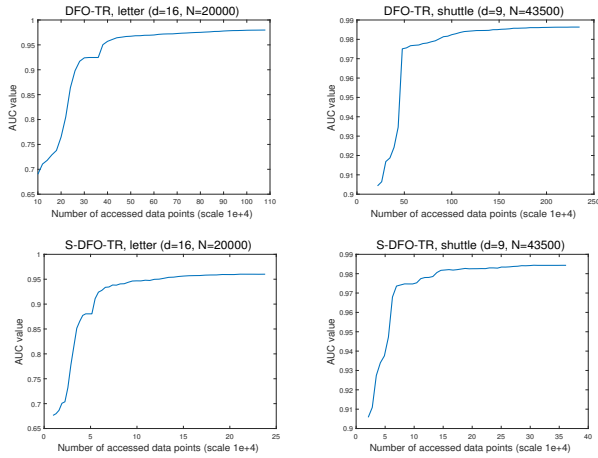 DFO-TR, letter (d=16, N=20000)
1
0.95
0.9
0.85
0.8
0.75
0.7
0.65
AUC value
10 20 30 40 50 60 70 80 90 100 110
Number of accessed data points (scale 1e+4)
DFO-TR, shuttle (d=9, N=43500)
0.99
0.98
0.97
0.96
0.95
0.94
0.93
0.92
0.91
0.9
AUC value
0 50 100 150 200 250
Number of accessed data points (scale 1e+4)
S-DFO-TR, letter (d=16, N=20000)
1
0.95
0.9
0.85
0.8
0.75
0.7
0.65
AUC value
0 5 10 15 20 25
Number of accessed data points (scale 1e+4)
S-DFO-TR, shuttle (d=9, N=43500)
0.99
0.98
0.97
0.96
0.95
0.94
0.93
0.92
0.91
0.9
AUC value
0 5 10 15 20 25 30 35 40
Number of accessed data points (scale 1e+4)